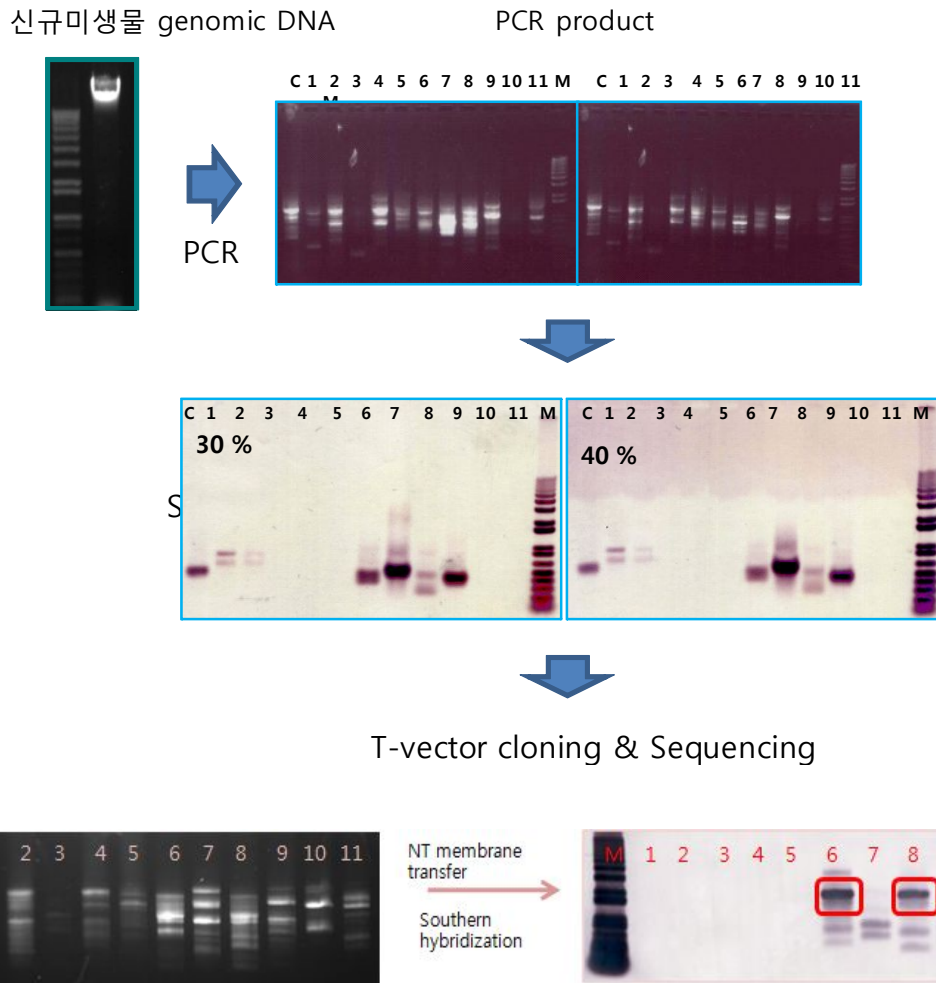 신규미생물 genomic DNA
PCR product
C 1 2 3 4 5 6 7 8 9 10 11 M
M
C 1 2 3 4 5 6 7 8 9 10 11
PCR
C 1 2 3 4 5 6 7 8 9 10 11 M
30 %
C 1 2 3 4 5 6 7 8 9 10 11 M
40 %
S
T-vector cloning & Sequencing
2 3 4 5 6 7 8 9 10 11
NT membrane
transfer
Southern
hybridization
M 1 2 3 4 5 6 7 8